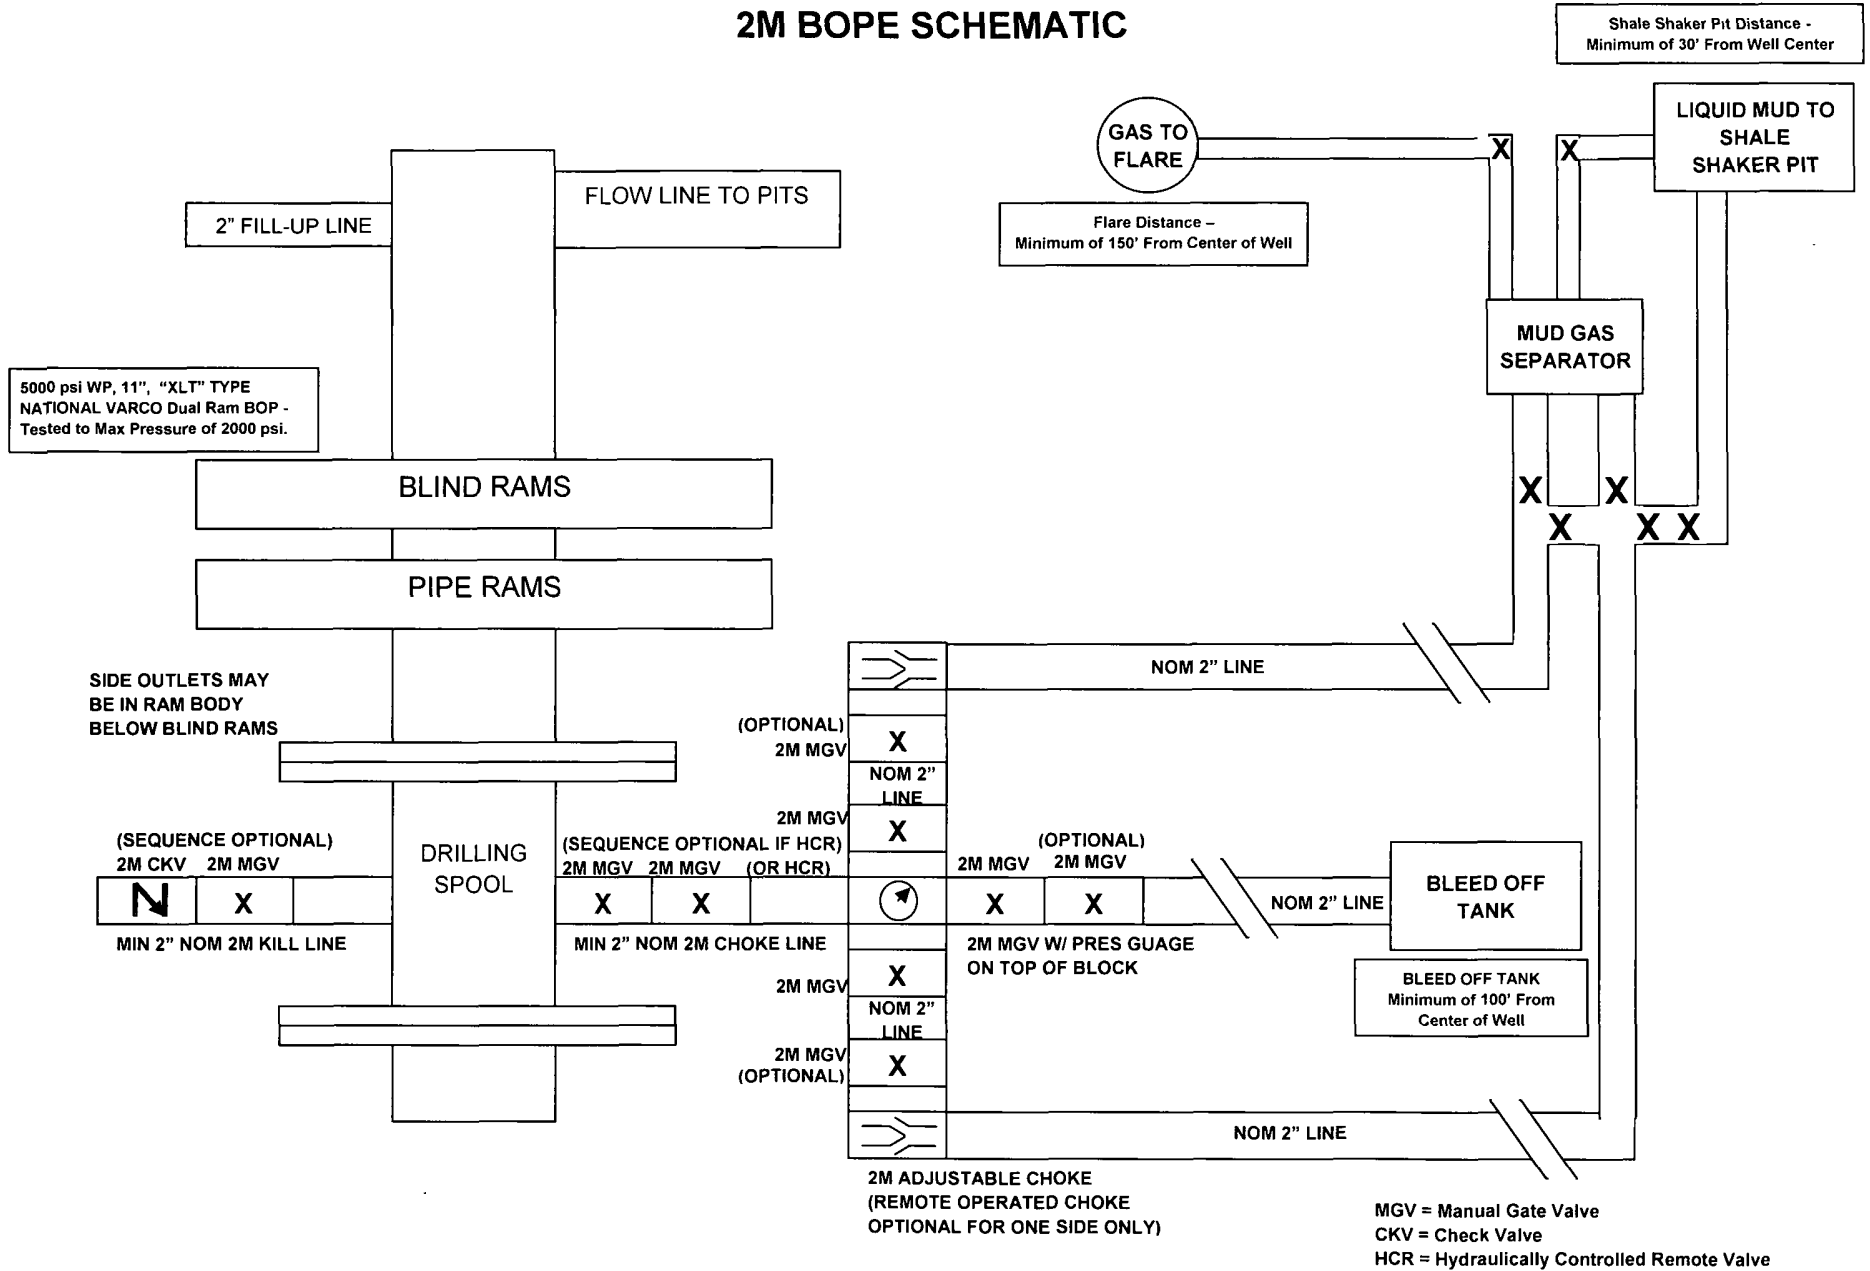 2M BOPE SCHEMATIC
Shale Shaker Pit Distance -
Minimum of 30' From Well Center
GAS TO
FLARE
X
X
LIQUID MUD TO
SHALE
SHAKER PIT
FLOW LINE TO PITS
2” FILL-UP LINE
Flare Distance –
Minimum of 150' From Center of Well
MUD GAS
SEPARATOR
5000 psi WP, 11”, “XLT” TYPE
NATIONAL VARCO Dual Ram BOP -
Tested to Max Pressure of 2000 psi.
BLIND RAMS
X
X
X
X X
PIPE RAMS
NOM 2” LINE
SIDE OUTLETS MAY
BE IN RAM BODY
BELOW BLIND RAMS
(OPTIONAL)
2M MGV
X
NOM 2”
LINE
2M MGV
X
(SEQUENCE OPTIONAL)
2M CKV 2M MGV
X
DRILLING
SPOOL
(SEQUENCE OPTIONAL IF HCR)
2M MGV 2M MGV (OR HCR)
X X
(OPTIONAL)
2M MGV 2M MGV
X X
NOM 2” LINE
BLEED OFF
TANK
MIN 2” NOM 2M KILL LINE
MIN 2” NOM 2M CHOKE LINE
2M MGV W/ PRES GUAGE
ON TOP OF BLOCK
BLEED OFF TANK
Minimum of 100' From
Center of Well
2M MGV
X
NOM 2”
LINE
2M MGV
(OPTIONAL)
X
NOM 2” LINE
2M ADJUSTABLE CHOKE
(REMOTE OPERATED CHOKE
OPTIONAL FOR ONE SIDE ONLY)
MGV = Manual Gate Valve
CKV = Check Valve
HCR = Hydraulically Controlled Remote Valve